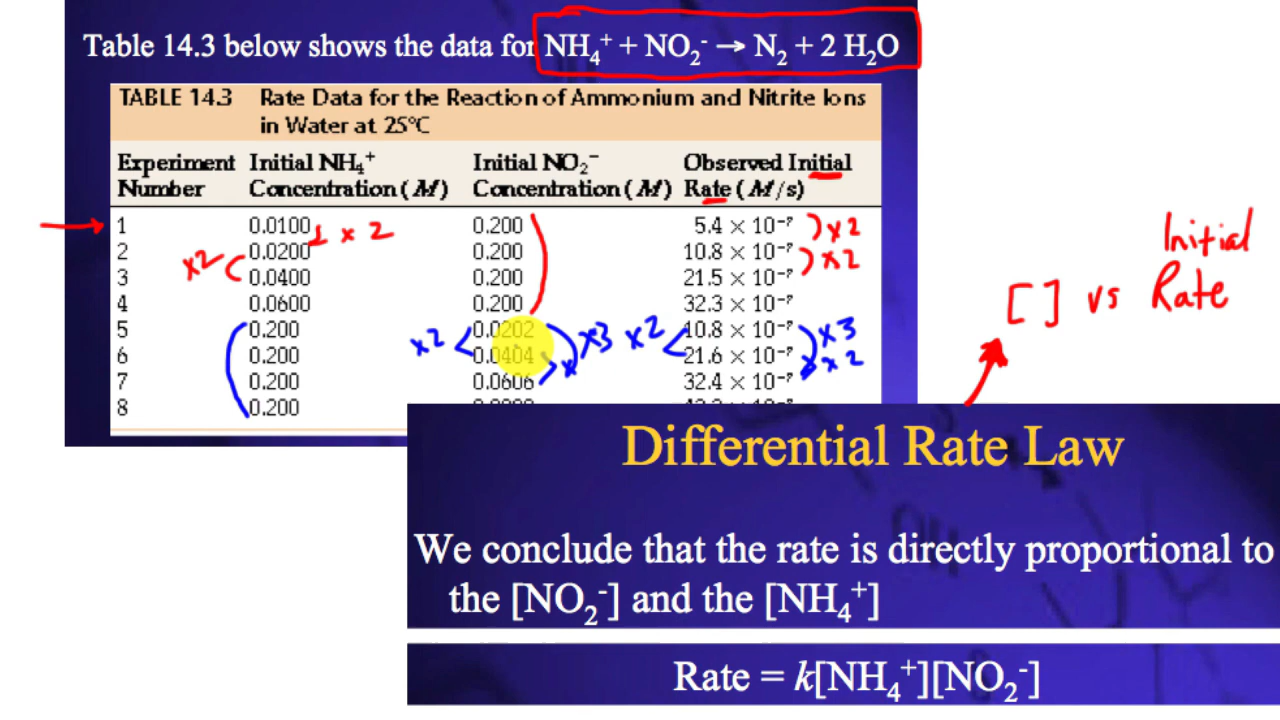 Table 14.3 below shows the data for NH₄⁺ + NO₂⁻ → N₂ + 2 H₂O
TABLE 14.3 Rate Data for the Reaction of Ammonium and Nitrite Ions
in Water at 25°C
Experiment Initial NH₄⁺ Initial NO₂⁻ Observed Initial
Number Concentration (M) Concentration (M) Rate (M/s)
1 0.0100 0.200 5.4 × 10⁻⁷ x2
x 2
2 0.0200 0.200 10.8 × 10⁻⁷ x2
x2
3 0.0400 0.200 21.5 × 10⁻⁷
4 0.0600 0.200 32.3 × 10⁻⁷
5 0.200 0.0202 10.8 × 10⁻⁷ x3
x2 x3 x2
6 0.200 0.0404 21.6 × 10⁻⁷ x2
x
7 0.200 0.0606 32.4 × 10⁻⁷
8 0.200
Initial
[ ] vs Rate
Differential Rate Law
We conclude that the rate is directly proportional to
the [NO₂⁻] and the [NH₄⁺]
Rate = k[NH₄⁺][NO₂⁻]